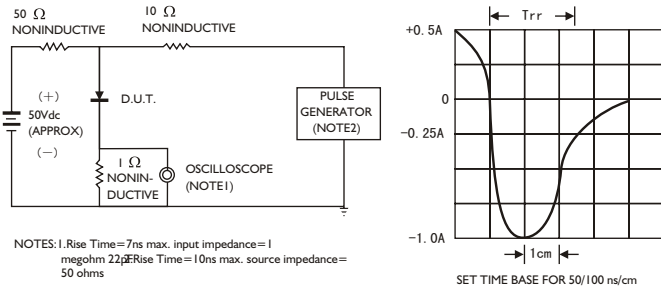 50 Ω
NONINDUCTIVE
10 Ω
NONINDUCTIVE
(+)
50Vdc
(APPROX)
(−)
D.U.T.
1 Ω
NONIN-
DUCTIVE
OSCILLOSCOPE
(NOTE1)
PULSE
GENERATOR
(NOTE2)
NOTES: 1.Rise Time=7ns max. input impedance=1
megohm 22pF. Rise Time=10ns max. source impedance=
50 ohms
Trr
+0.5A
0
-0.25A
-1.0A
1cm
SET TIME BASE FOR 50/100 ns/cm